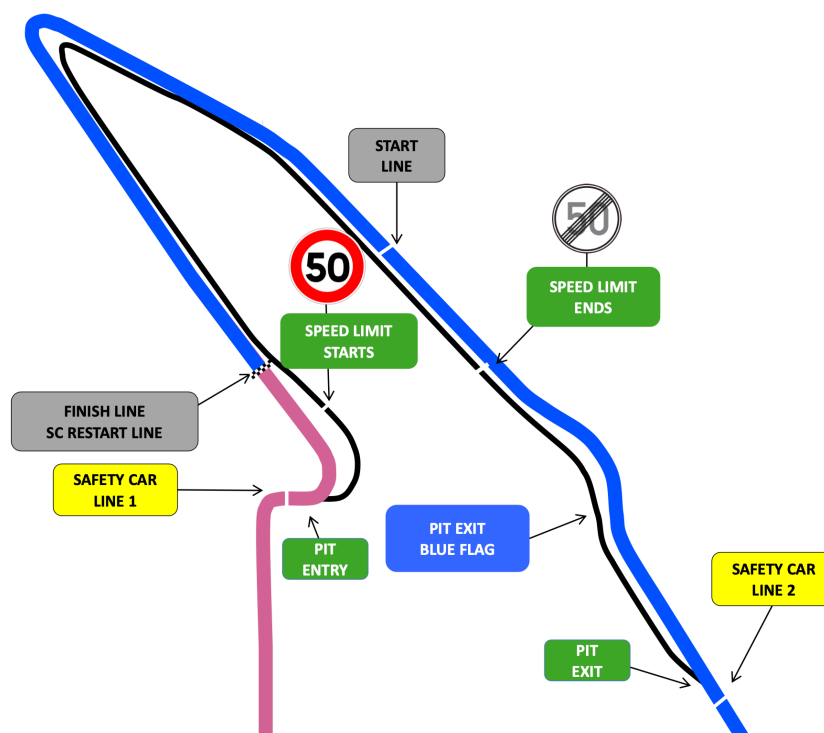 START
LINE
50
50
SPEED LIMIT
ENDS
SPEED LIMIT
STARTS
FINISH LINE
SC RESTART LINE
SAFETY CAR
LINE 1
PIT EXIT
BLUE FLAG
PIT
ENTRY
SAFETY CAR
LINE 2
PIT
EXIT